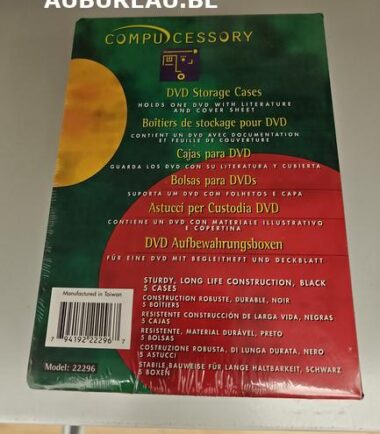 AUBUREAU.BE
COMPUCESSORY
DVD Storage Cases
HOLDS ONE DVD WITH LITERATURE
AND COVER SHEET
Boîtiers de stockage pour DVD
CONTIENT UN DVD AVEC DOCUMENTATION
ET FEUILLE DE COUVERTURE
Cajas para DVD
GUARDA LOS DVD CON SU LITERATURA Y CUBIERTA
Bolsas para DVDs
SUPORTA UM DVD COM FOLHETOS E CAPA
Astucci per Custodia DVD
CONTIENE UN DVD CON MATERIALE ILLUSTRATIVO
E COPERTINA
DVD Aufbewahrungsboxen
FÜR EINE DVD MIT BEGLEITHEFT UND DECKBLATT
STURDY, LONG LIFE CONSTRUCTION, BLACK
5 CASES
CONSTRUCTION ROBUSTE, DURABLE, NOIR
5 BOÎTIERS
RESISTENTE CONSTRUCCIÓN DE LARGA VIDA, NEGRAS
5 CAJAS
RESISTENTE, MATERIAL DURÁVEL, PRETO
5 BOLSAS
COSTRUZIONE ROBUSTA, DI LUNGA DURATA, NERO
5 ASTUCCI
STABILE BAUWEISE FÜR LANGE HALTBARKEIT, SCHWARZ
5 BOXEN
Manufactured in Taiwan
7 94192 22296 7
Model: 22296